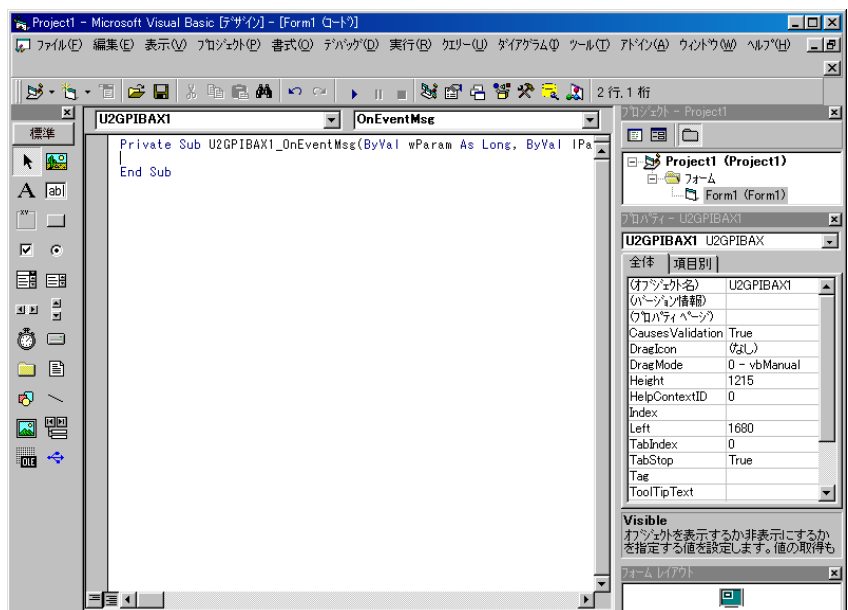 Project1 - Microsoft Visual Basic [ﾃﾞｻﾞｲﾝ] - [Form1 (ｺｰﾄﾞ)]
ﾌｧｲﾙ(F) 編集(E) 表示(V) ﾌﾟﾛｼﾞｪｸﾄ(P) 書式(O) ﾃﾞﾊﾞｯｸﾞ(D) 実行(R) ｸｴﾘｰ(U) ﾀﾞｲｱｸﾞﾗﾑ(I) ﾂｰﾙ(T) ｱﾄﾞｲﾝ(A) ｳｨﾝﾄﾞｳ(W) ﾍﾙﾌﾟ(H)
2 行, 1 桁
標準
A
ab
XY
OLE
U2GPIBAX1
OnEventMsg
Private Sub U2GPIBAX1_OnEventMsg(ByVal wParam As Long, ByVal lPa
End Sub
ﾌﾟﾛｼﾞｪｸﾄ - Project1
Project1 (Project1)
ﾌｫｰﾑ
Form1 (Form1)
ﾌﾟﾛﾊﾟﾃｨ - U2GPIBAX1
U2GPIBAX1 U2GPIBAX
全体
項目別
(ｵﾌﾞｼﾞｪｸﾄ名) U2GPIBAX1
(ﾊﾞｰｼﾞｮﾝ情報)
(ﾌﾟﾛﾊﾟﾃｨ ﾍﾟｰｼﾞ)
CausesValidation True
DragIcon (なし)
DragMode 0 - vbManual
Height 1215
HelpContextID 0
Index
Left 1680
TabIndex 0
TabStop True
Tag
ToolTipText
Visible
ｵﾌﾞｼﾞｪｸﾄを表示するか非表示にするか
を指定する値を設定します。値の取得も
ﾌｫｰﾑ ﾚｲｱｳﾄ